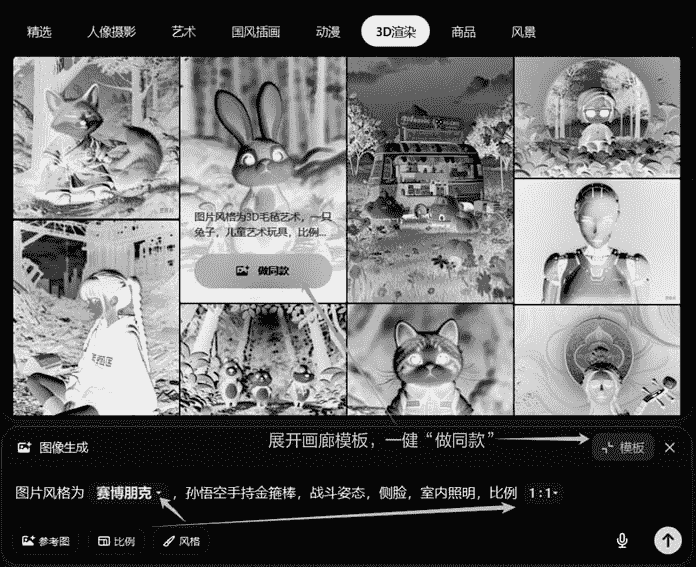 精选 人像摄影 艺术 国风插画 动漫 3D渲染 商品 风景
图片风格为3D毛毡艺术，一只
兔子，儿童艺术玩具，比例...
做同款
图像生成
展开画廊模板，一健“做同款”
模板
图片风格为 赛博朋克 ，孙悟空手持金箍棒，战斗姿态，侧脸，室内照明，比例 1:1
参考图 比例 风格